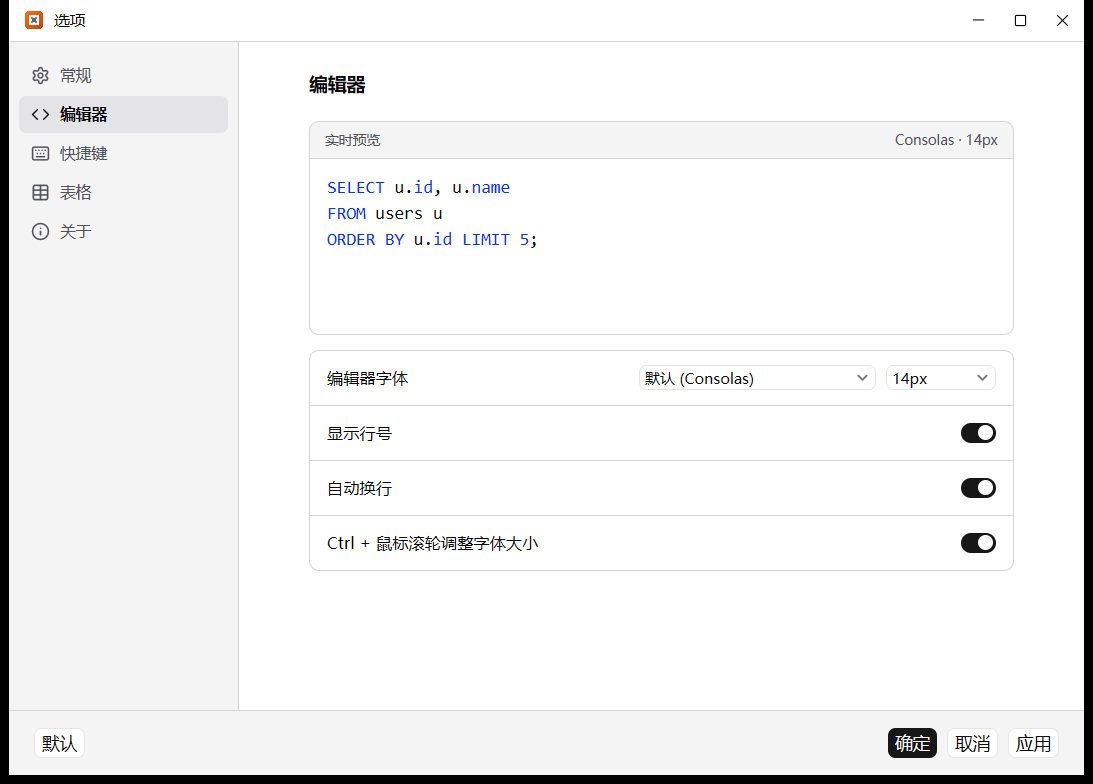 选项
常规
编辑器
快捷键
表格
关于
编辑器
实时预览 Consolas · 14px
SELECT u.id, u.name
FROM users u
ORDER BY u.id LIMIT 5;
编辑器字体 默认 (Consolas) 14px
显示行号
自动换行
Ctrl + 鼠标滚轮调整字体大小
默认 确定 取消 应用